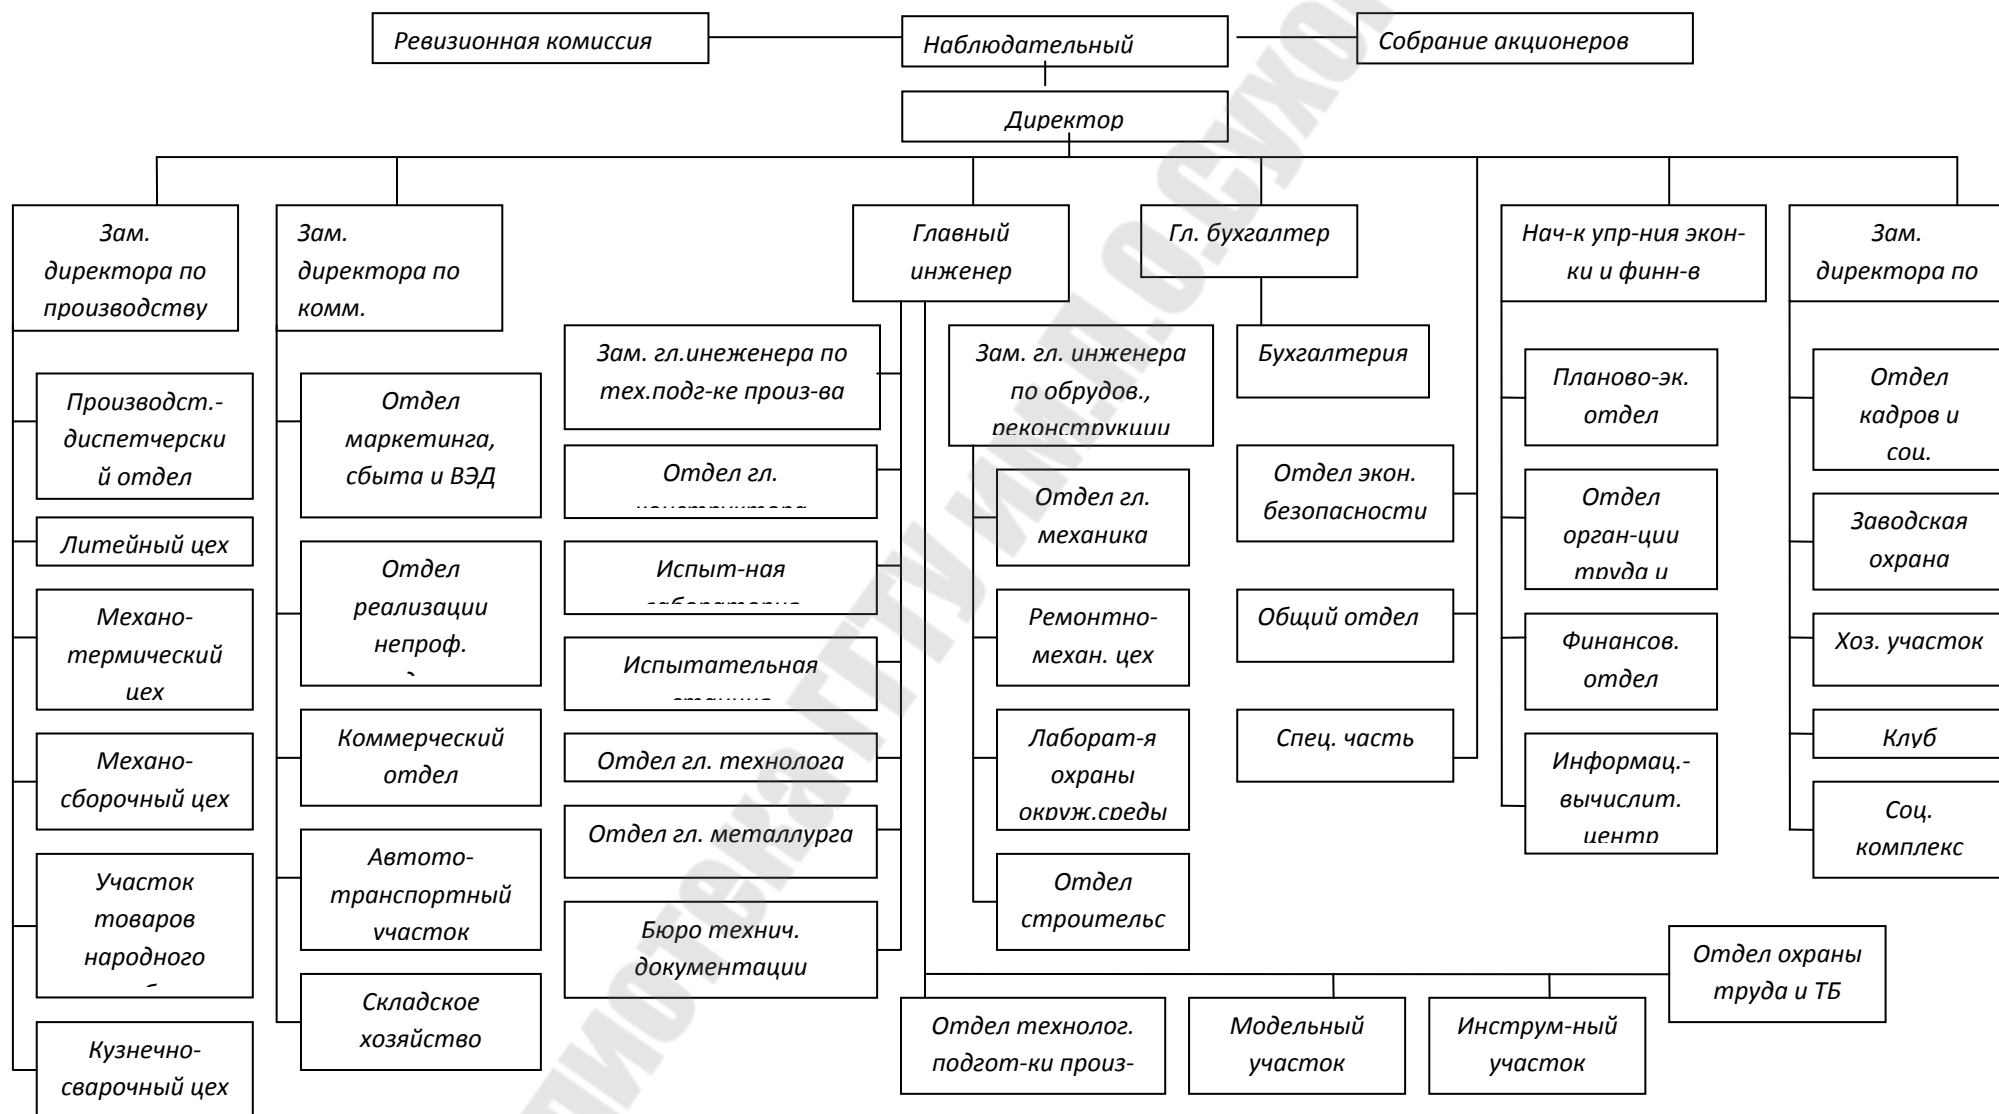 Ревизионная комиссия
Наблюдательный
Собрание акционеров
Директор
Зам.
директора по
производству
Зам.
директора по
комм.
Главный
инженер
Гл. бухгалтер
Нач-к упр-ния экон-
ки и финн-в
Зам.
директора по
Производст.-
диспетчерски
й отдел
Литейный цех
Механо-
термический
цех
Механо-
сборочный цех
Участок
товаров
народного
Кузнечно-
сварочный цех
Отдел
маркетинга,
сбыта и ВЭД
Отдел
реализации
непроф.
Коммерческий
отдел
Автото-
транспортный
участок
Складское
хозяйство
Зам. гл.инеженера по
тех.подг-ке произ-ва
Отдел гл.
Испыт-ная
Испытательная
Отдел гл. технолога
Отдел гл. металлурга
Бюро технич.
документации
Зам. гл. инженера
по обрудов.,
реконструкции
Отдел гл.
механика
Ремонтно-
механ. цех
Лаборат-я
охраны
окруж.среды
Отдел
строительс
Бухгалтерия
Отдел экон.
безопасности
Общий отдел
Спец. часть
Планово-эк.
отдел
Отдел
орган-ции
труда и
Финансов.
отдел
Информац.-
вычислит.
центр
Отдел
кадров и
соц.
Заводская
охрана
Хоз. участок
Клуб
Соц.
комплекс
Отдел технолог.
подгот-ки произ-
Модельный
участок
Инструм-ный
участок
Отдел охраны
труда и ТБ
ГГТУ им.П.О.